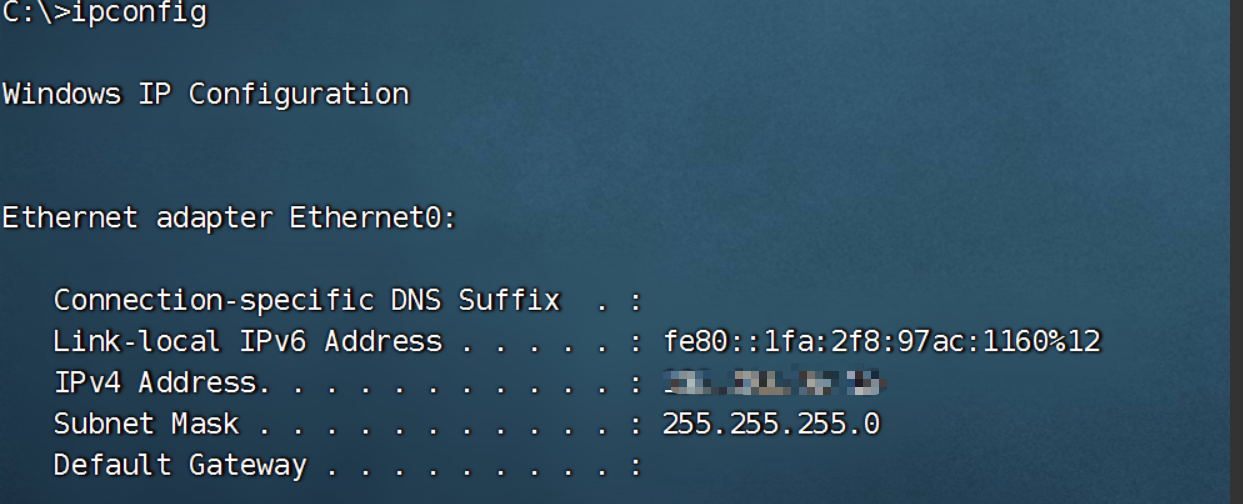 C:\>ipconfig
Windows IP Configuration
Ethernet adapter Ethernet0:
Connection-specific DNS Suffix  . :
Link-local IPv6 Address . . . . . : fe80::1fa:2f8:97ac:1160%12
IPv4 Address. . . . . . . . . . . :
Subnet Mask . . . . . . . . . . . : 255.255.255.0
Default Gateway . . . . . . . . . :